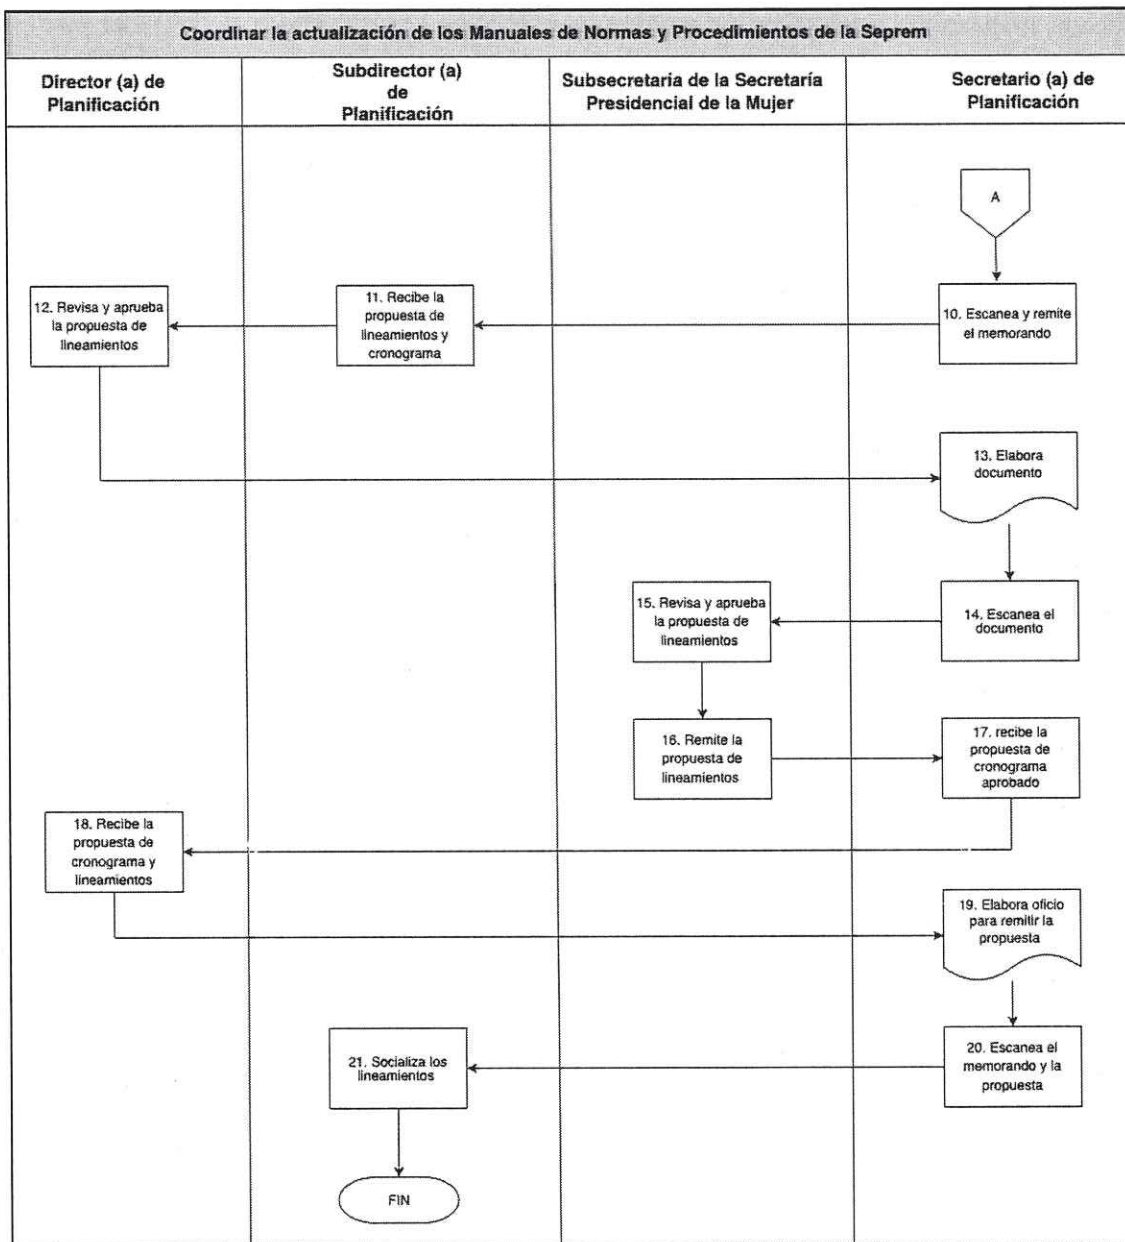 Coordinar la actualización de los Manuales de Normas y Procedimientos de la Seprem
Director (a) de
Planificación
Subdirector (a)
de
Planificación
Subsecretaria de la Secretaría
Presidencial de la Mujer
Secretario (a) de
Planificación
A
12. Revisa y aprueba
la propuesta de
lineamientos
11. Recibe la
propuesta de
lineamientos y
cronograma
10. Escanea y remite
el memorando
13. Elabora
documento
15. Revisa y aprueba
la propuesta de
lineamientos
14. Escanea el
documento
16. Remite la
propuesta de
lineamientos
17. recibe la
propuesta de
cronograma
aprobado
18. Recibe la
propuesta de
cronograma y
lineamientos
19. Elabora oficio
para remitir la
propuesta
21. Socializa los
lineamientos
20. Escanea el
memorando y la
propuesta
FIN